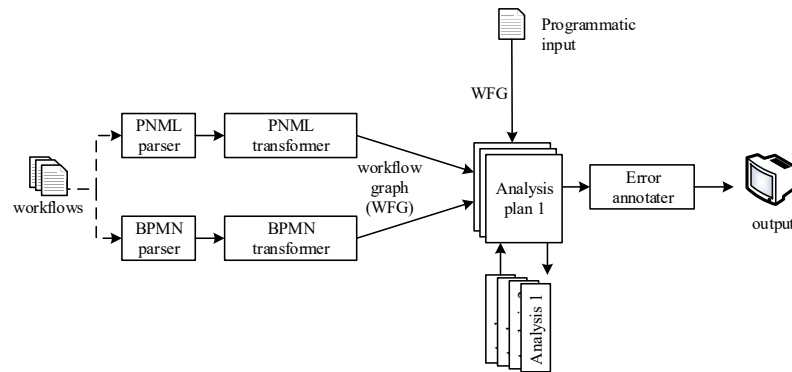 Programmatic
input
WFG
PNML
parser
PNML
transformer
workflows
workflow
graph
(WFG)
Analysis
plan 1
Error
annotater
output
BPMN
parser
BPMN
transformer
Analysis 1